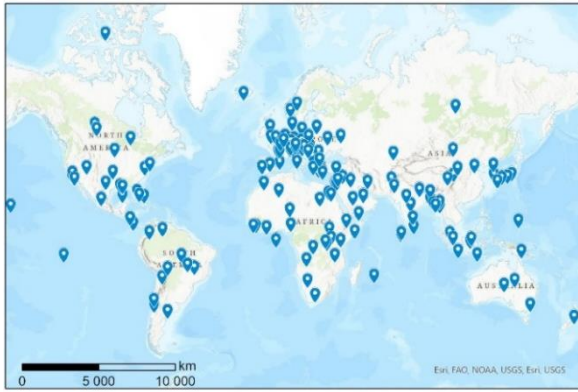 NORTH
AMERICA
ASIA
AFRICA
SOUTH
AUSTRALIA
km
0 5 000 10 000
Esri, FAO, NOAA, USGS, Esri, USGS